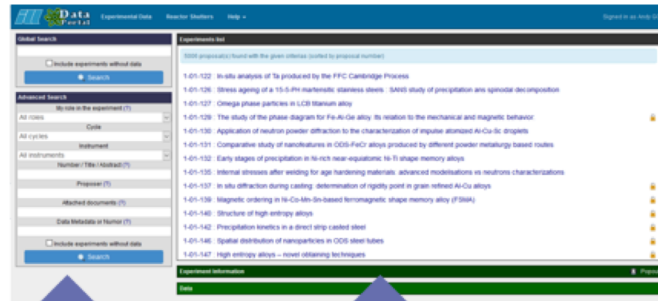 Data
Portal
Experimental Data
Reactor Shutters
Help
Signed in as Andy G
Global Search
Include experiments without data
Search
Advanced Search
My role in the experiment (?)
All roles
Cycle
All cycles
Instrument
All instruments
Number / Title / Abstract (?)
Proposer (?)
Attached documents (?)
Data Metadata or Numor (?)
Include experiments without data
Search
Experiments list
proposal(s) found with the given criterias (sorted by proposal number)
1-01-122 In-situ analysis of Ta produced by the FFC Cambridge Process
1-01-126 Stress ageing of a 15-5-PH martensitic stainless steels : SANS study of precipitation ans spinodal decomposition
1-01-127 Omega phase particles in LCB titanium alloy
1-01-129 The study of the phase diagram for Fe-Al-Ge alloy. Its relation to the mechanical and magnetic behavior
1-01-130 Application of neutron powder diffraction to the characterization of impulse atomized Al-Cu-Sc droplets
1-01-131 Comparative study of nanofeatures in ODS-FeCr alloys produced by different powder metallurgy based routes
1-01-132 Early stages of precipitation in Ni-rich near-equiatomic Ni-Ti shape memory alloys
1-01-135 Internal stresses after welding for age hardening materials: advanced modelisations vs neutrons characterizations
1-01-137 In situ diffraction during casting: determination of rigidity point in grain refined Al-Cu alloys
1-01-139 Magnetic ordering in Ni-Co-Mn-Sn-based ferromagnetic shape memory alloy (FSMA)
1-01-140 Structure of high entropy alloys
1-01-142 Precipitation kinetics in a direct strip casted steel
1-01-146 Spatial distribution of nanoparticles in ODS steel tubes
1-01-147 High entropy alloys – novel obtaining techniques
Experiment Information
Data